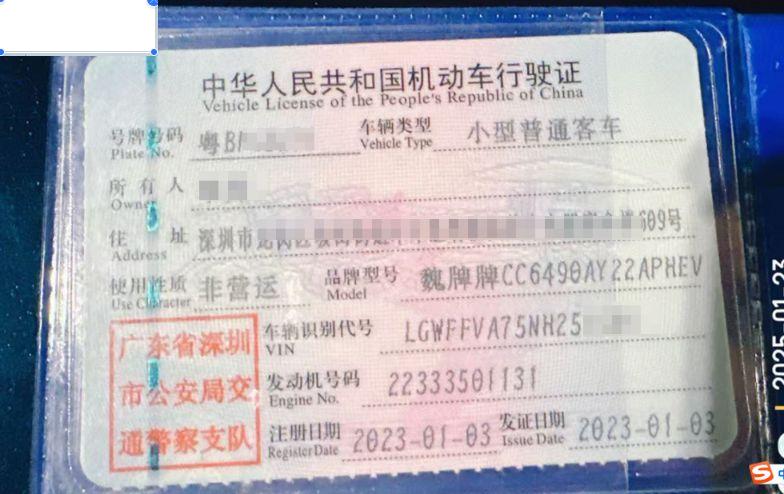 中华人民共和国机动车行驶证
Vehicle License of the People's Republic of China
号牌号码 粤B 车辆类型 小型普通客车
Plate No. Vehicle Type
所有人
Owner
住址 深圳市 609号
Address
使用性质 非营运 品牌型号 魏牌牌CC6490AY22APHEV
Use Character Model
广东省深圳
市公安局交
通警察支队
车辆识别代号 LGWFFVA75NH25
VIN
发动机号码 22333501131
Engine No.
注册日期 2023-01-03 发证日期 2023-01-03
Register Date Issue Date
2025.01.23